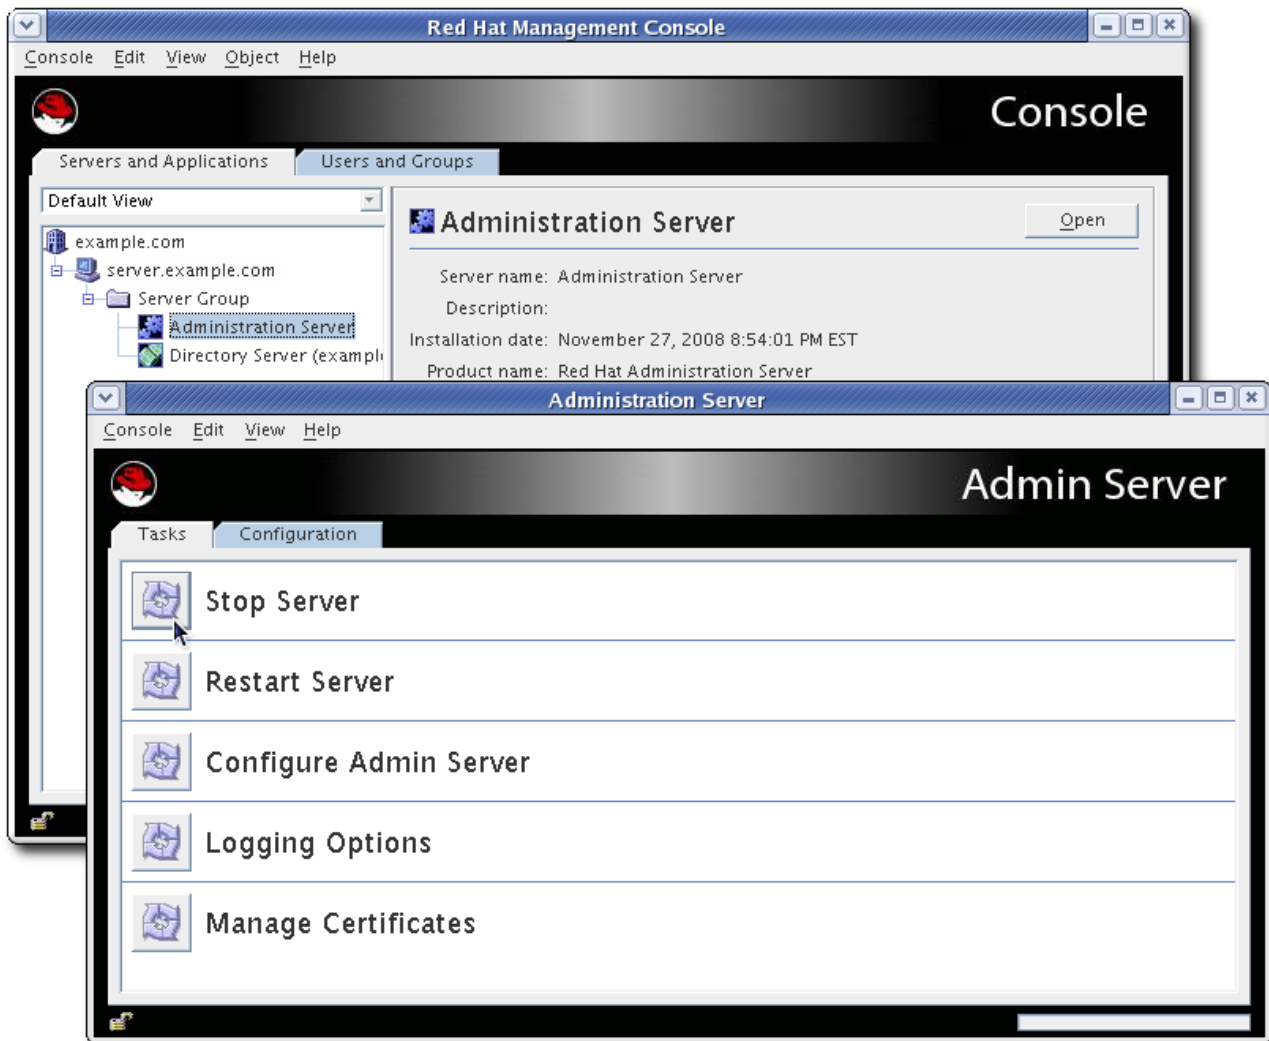 Red Hat Management Console
Console Edit View Object Help
Console
Servers and Applications Users and Groups
Default View
example.com
server.example.com
Server Group
Administration Server
Directory Server (exampl
Administration Server
Open
Server name: Administration Server
Description:
Installation date: November 27, 2008 8:54:01 PM EST
Product name: Red Hat Administration Server
Administration Server
Console Edit View Help
Admin Server
Tasks Configuration
Stop Server
Restart Server
Configure Admin Server
Logging Options
Manage Certificates